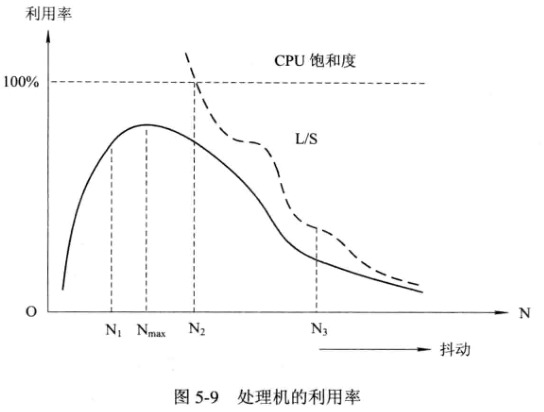 利用率
CPU 饱和度
100%
L/S
O
N
N₁ Nmax N₂ N₃
抖动
图 5-9 处理机的利用率